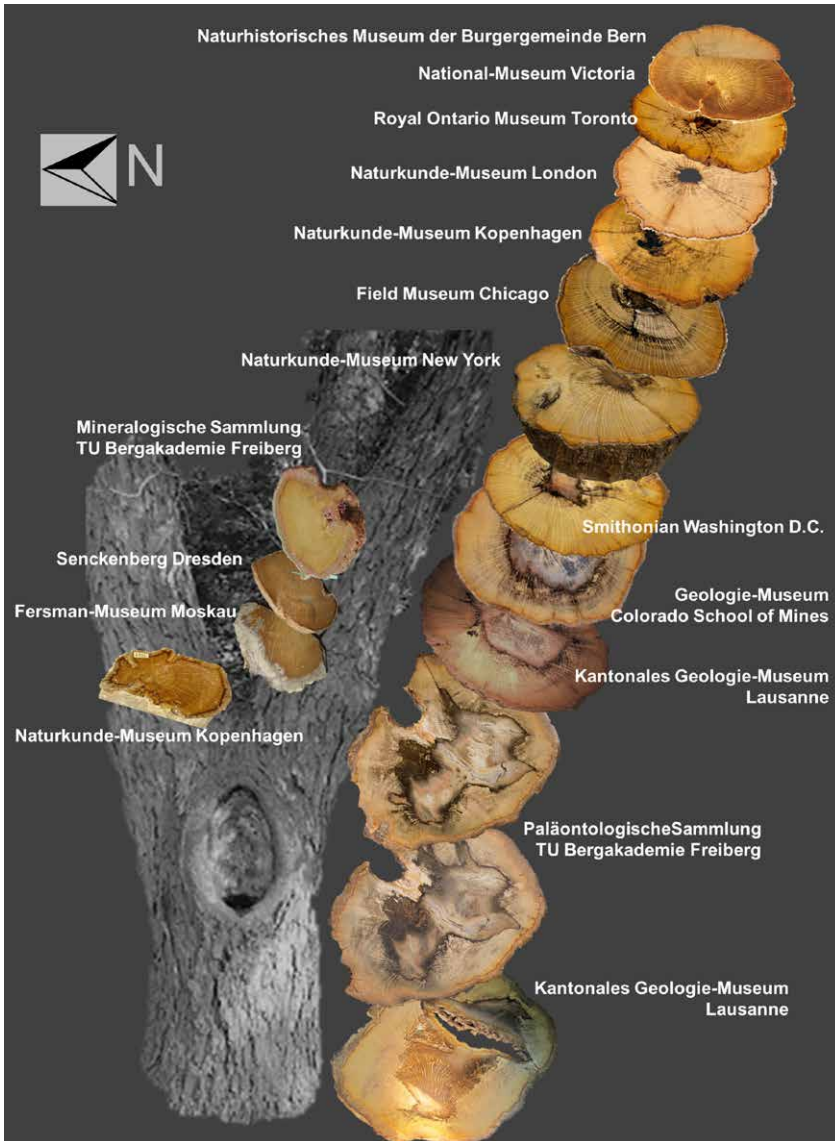 Naturhistorisches Museum der Burgergemeinde Bern
National-Museum Victoria
Royal Ontario Museum Toronto
N
Naturkunde-Museum London
Naturkunde-Museum Kopenhagen
Field Museum Chicago
Naturkunde-Museum New York
Mineralogische Sammlung
TU Bergakademie Freiberg
Smithonian Washington D.C.
Senckenberg Dresden
Fersman-Museum Moskau
Geologie-Museum
Colorado School of Mines
Kantonales Geologie-Museum
Lausanne
Naturkunde-Museum Kopenhagen
PaläontologischeSammlung
TU Bergakademie Freiberg
Kantonales Geologie-Museum
Lausanne